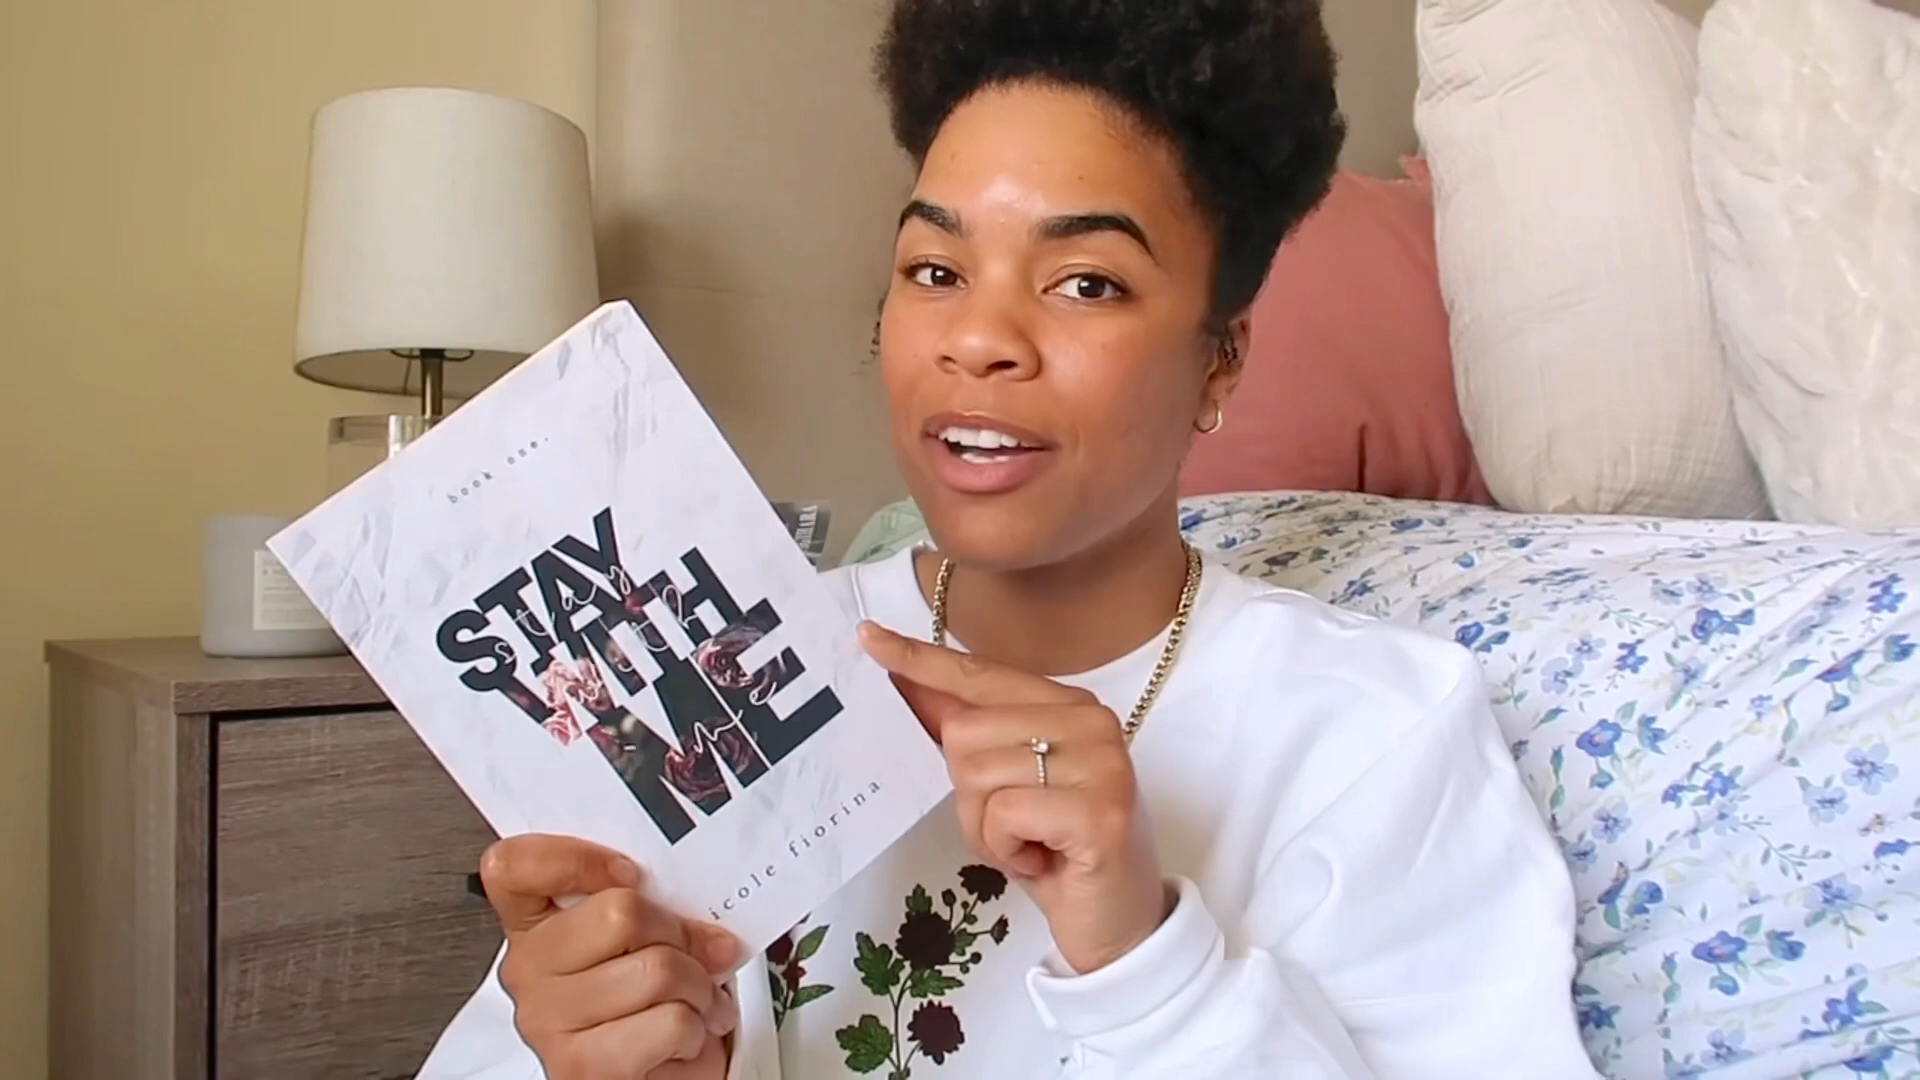 book one.
STAY
WITH
ME
stay
with
me
icole fiorina